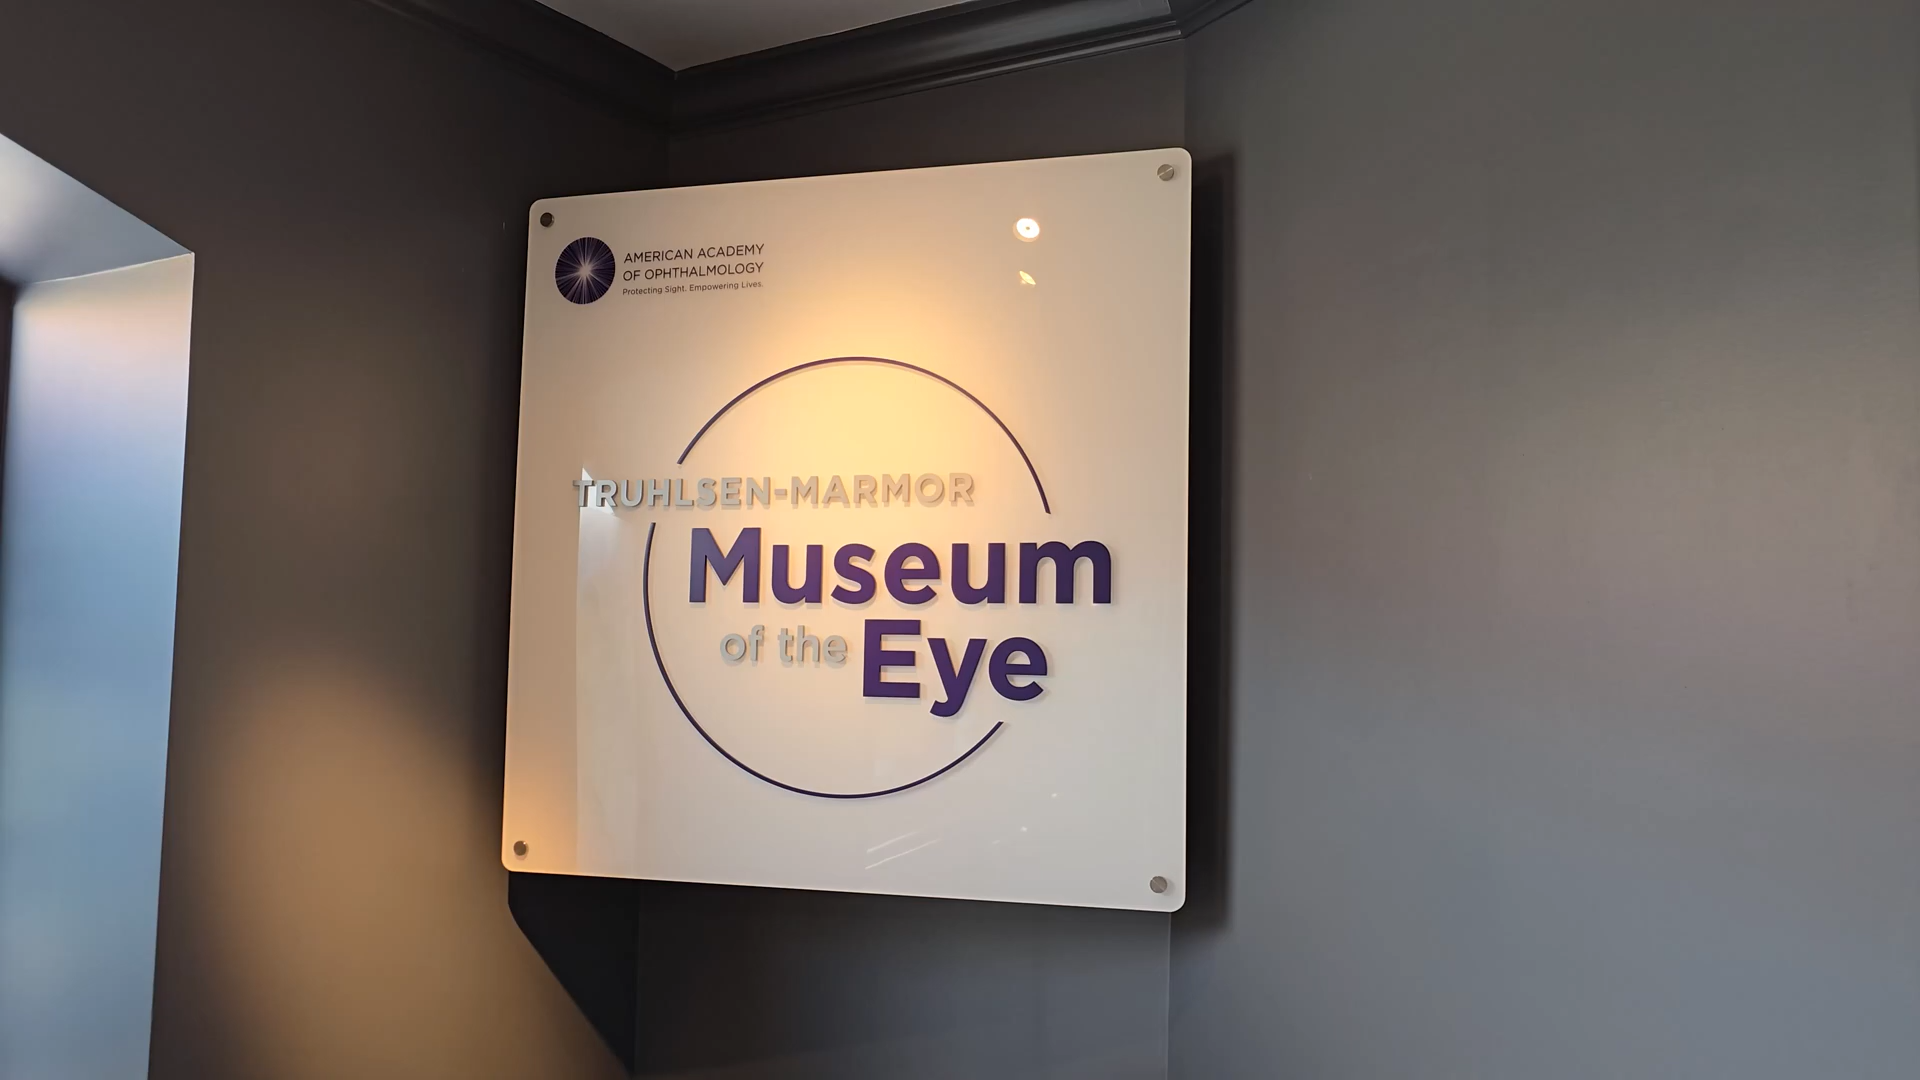 AMERICAN ACADEMY
OF OPHTHALMOLOGY
Protecting Sight. Empowering Lives.
TRUHLSEN-MARMOR
Museum
of the Eye